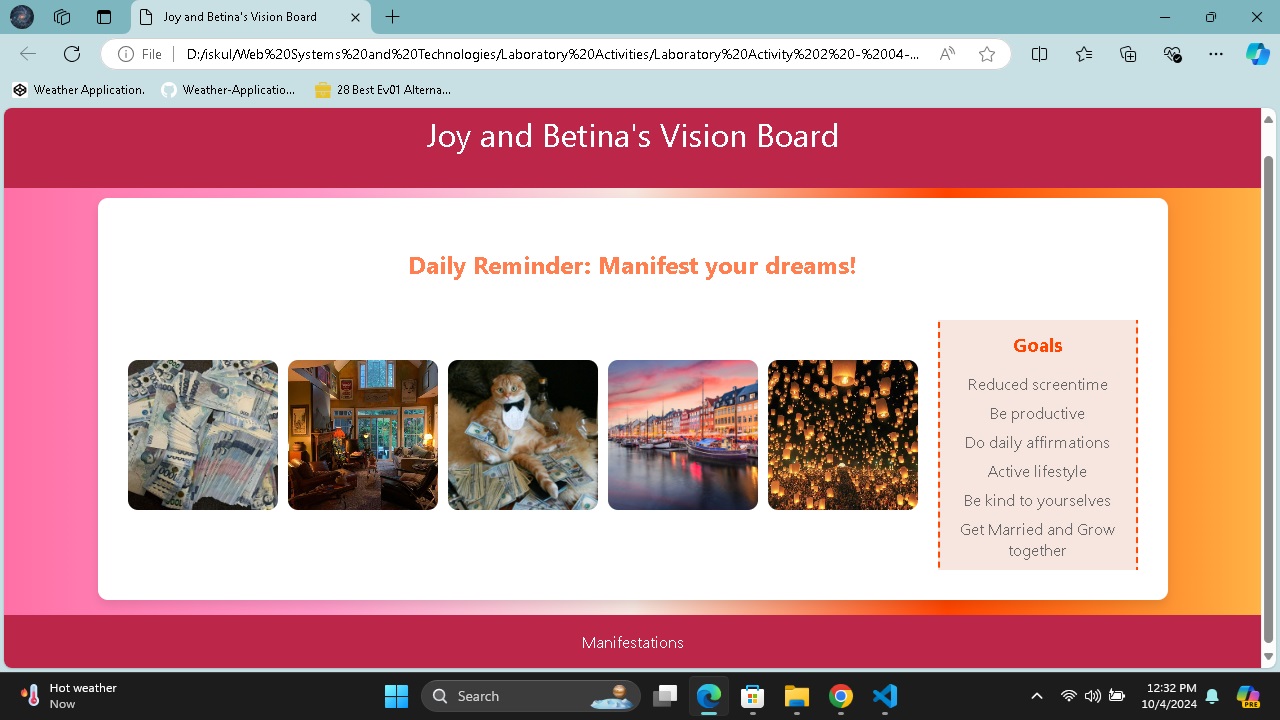 Joy and Betina's Vision Board
File
D:/iskul/Web%20Systems%20and%20Technologies/Laboratory%20Activities/Laboratory%20Activity%202%20-%2004-...
Weather Application.
Weather-Applicatio...
28 Best Ev01 Alterna...
Joy and Betina's Vision Board
Daily Reminder: Manifest your dreams!
Goals
Reduced screentime
Be productive
Do daily affirmations
Active lifestyle
Be kind to yourselves
Get Married and Grow
together
Manifestations
Hot weather
Now
Search
12:32 PM
10/4/2024
PRE